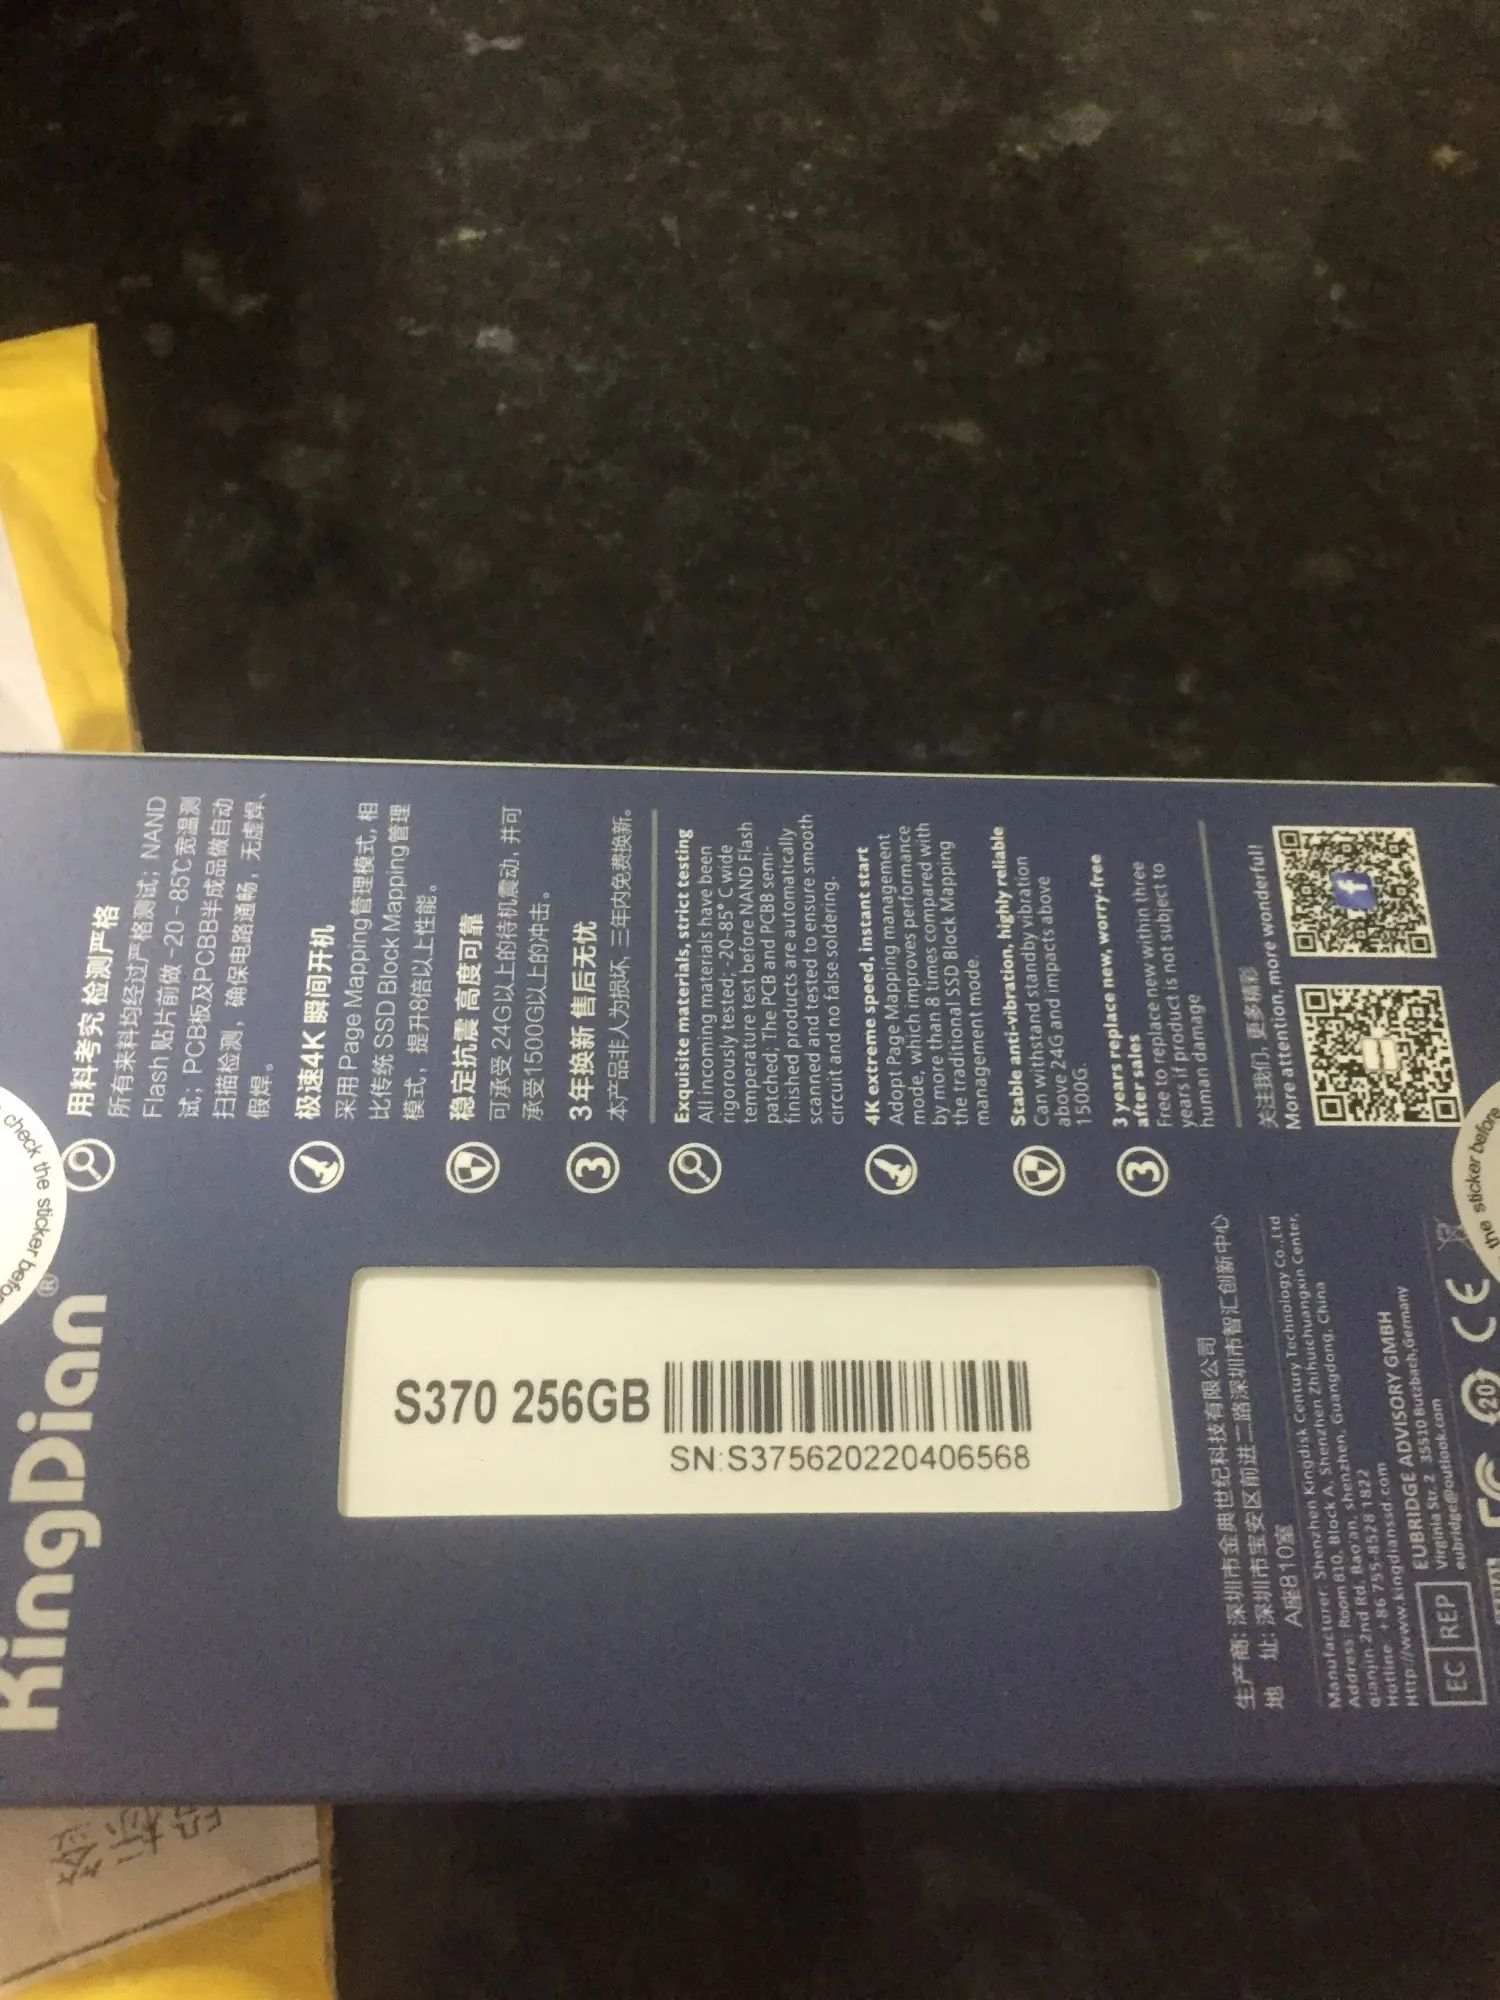 KingDian®
check the sticker before
用料考究 检测严格
所有来料均经过严格测试；NAND
Flash 贴片前做 -20 - 85℃ 宽温测
试，PCB板及PCBB半成品做自动
扫描检测，确保电路通畅，无虚焊、
假焊。
极速4K 瞬间开机
采用 Page Mapping管理模式，相
比传统 SSD Block Mapping管理
模式，提升8倍以上性能。
稳定抗震 高度可靠
可承受 24G以上的待机震动，并可
承受1500G以上的冲击。
3
3 年换新 售后无忧
本产品非人为损坏，三年内免费换新。
Exquisite materials, strict testing
All incoming materials have been
rigorously tested; -20-85° C wide
temperature test before NAND Flash
patched; The PCB and PCBB semi-
finished products are automatically
scanned and tested to ensure smooth
circuit and no false soldering.
4K extreme speed, instant start
Adopt Page Mapping management
mode, which improves performance
by more than 8 times compared with
the traditional SSD Block Mapping
management mode.
Stable anti-vibration, highly reliable
Can withstand standby vibration
above 24G and impacts above
1500G.
3
3 years replace new, worry-free
after sales
Free to replace new within three
years if product is not subject to
human damage
关注我们, 更多精彩
More attention, more wonderful!
S370 256GB
SN:S375620220406568
生产商: 深圳市金典世纪科技有限公司
地 址: 深圳市宝安区前进二路深圳市智汇创新中心
A座810室
Manufacturer: Shenzhen Kingdisk Century Technology Co.,Ltd
Address: Room 810, Block A, Shenzhen Zhihuichuangxin Center,
qianjin 2nd Rd, Bao'an, shenzhen, Guangdong, China
Hotline: +86 755-8528 1822
Http://www.kingdianssd.com
EC REP
EUBRIDGE ADVISORY GMBH
Virginia Str. 2 35510 Butzbach,Germany
eubridge@outlook.com
FC
20
CE
the sticker before